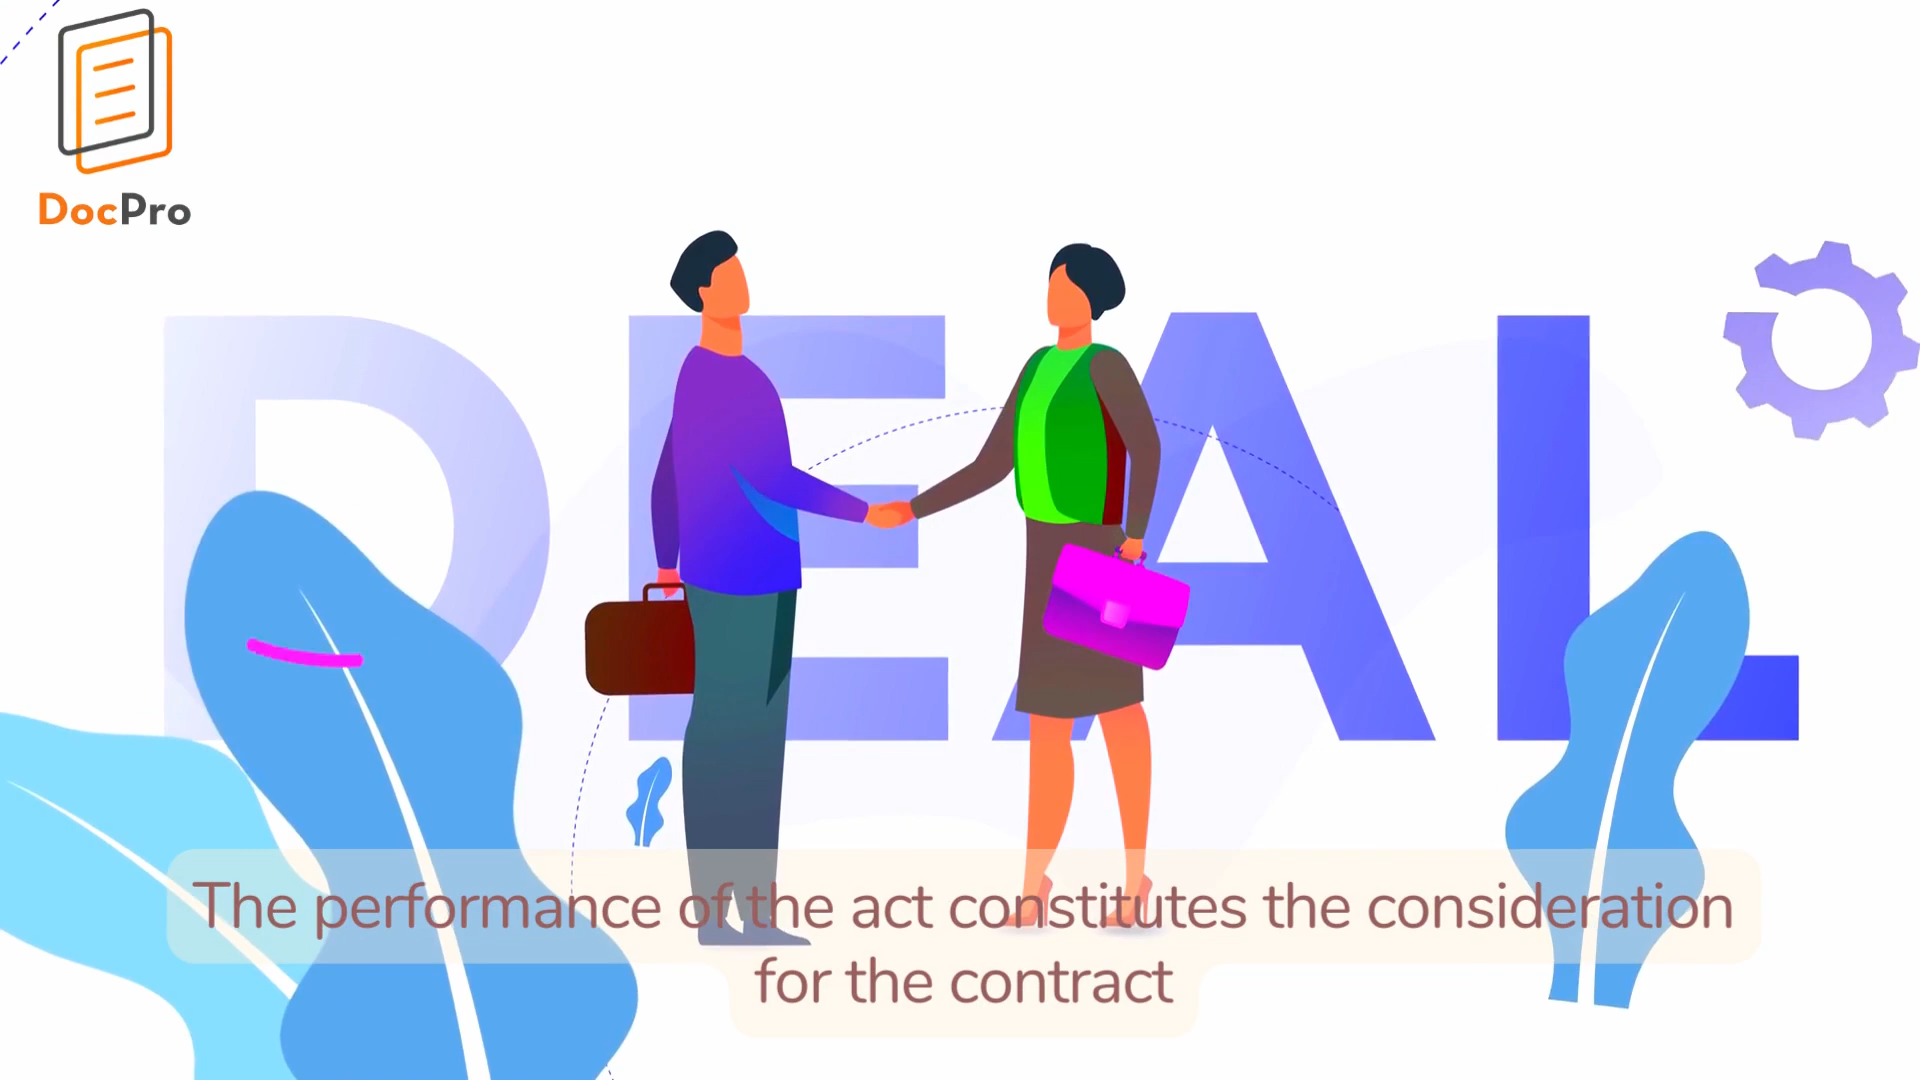 DocPro
DEAL
The performance of the act constitutes the consideration
for the contract